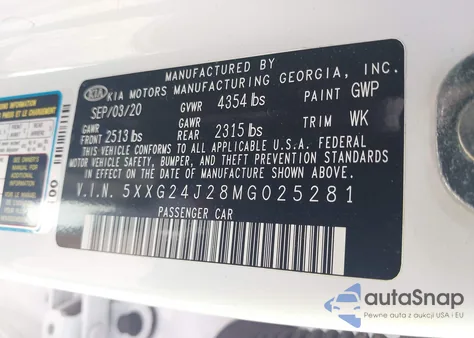 MANUFACTURED BY
KIA KIA MOTORS MANUFACTURING GEORGIA, INC.
SEP/03/20 GVWR 4354 lbs PAINT GWP
GAWR FRONT 2513 lbs GAWR REAR 2315 lbs TRIM WK
THIS VEHICLE CONFORMS TO ALL APPLICABLE U.S.A. FEDERAL
MOTOR VEHICLE SAFETY, BUMPER, AND THEFT PREVENTION STANDARDS
IN EFFECT ON THE DATE OF MANUFACTURE SHOWN ABOVE.
V.I.N. 5XXG24J28MG025281
PASSENGER CAR
autoSnap
Pewne auta z aukcji USA i EU